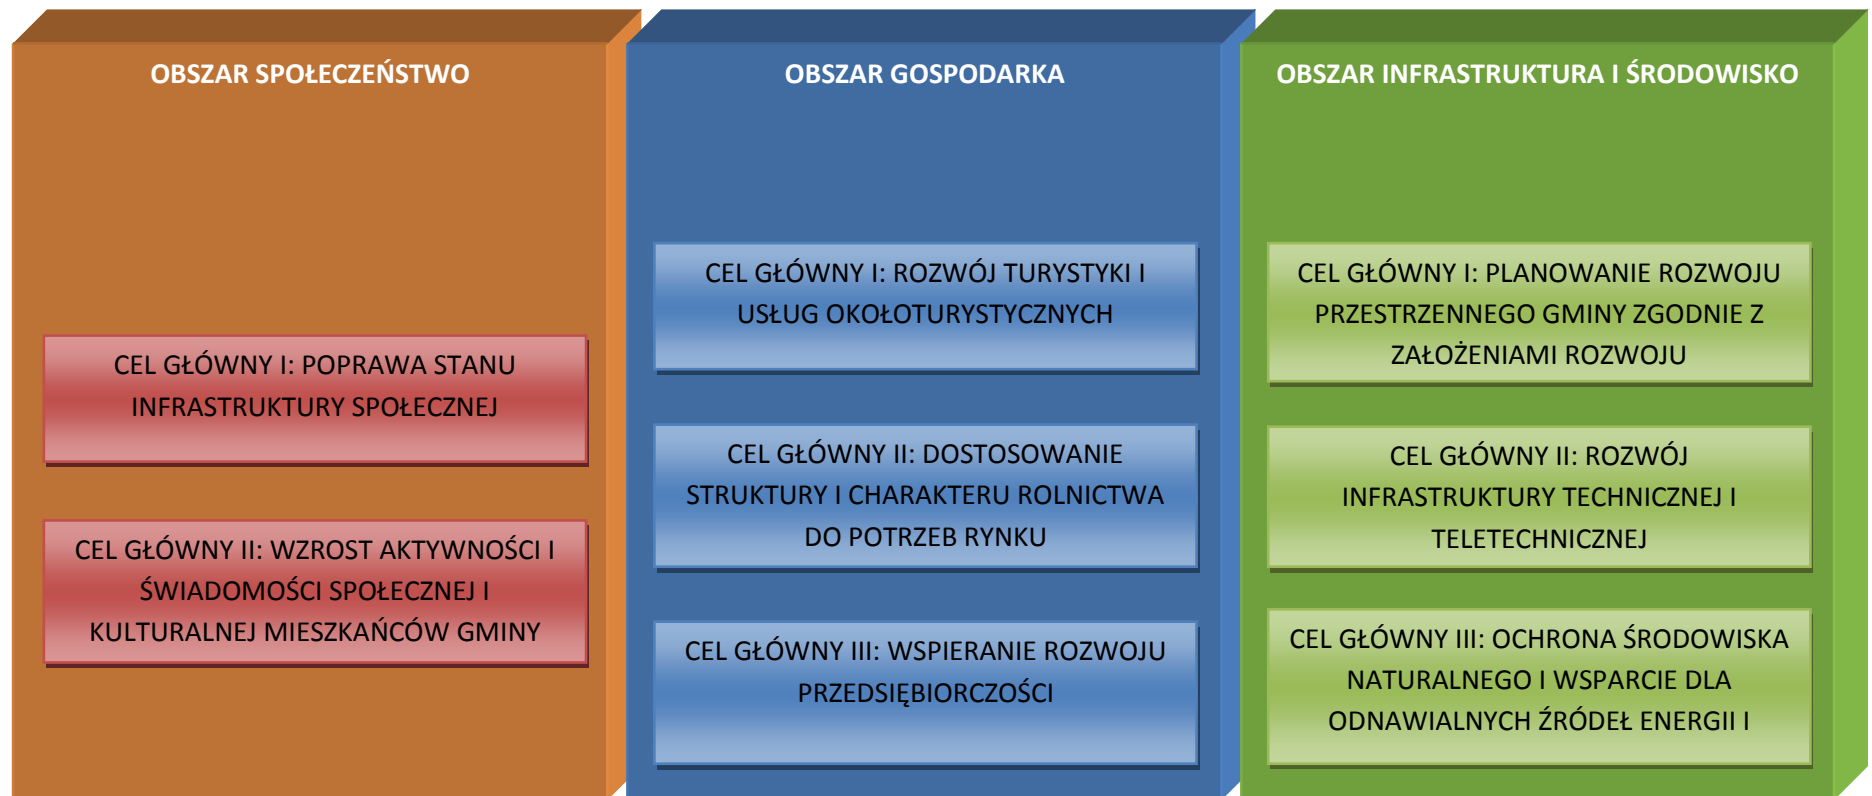 OBSZAR SPOŁECZEŃSTWO
CEL GŁÓWNY I: POPRAWA STANU
INFRASTRUKTURY SPOŁECZNEJ
CEL GŁÓWNY II: WZROST AKTYWNOŚCI I
ŚWIADOMOŚCI SPOŁECZNEJ I
KULTURALNEJ MIESZKAŃCÓW GMINY
OBSZAR GOSPODARKA
CEL GŁÓWNY I: ROZWÓJ TURYSTYKI I
USŁUG OKOŁOTURYSTYCZNYCH
CEL GŁÓWNY II: DOSTOSOWANIE
STRUKTURY I CHARAKTERU ROLNICTWA
DO POTRZEB RYNKU
CEL GŁÓWNY III: WSPIERANIE ROZWOJU
PRZEDSIĘBIORCZOŚCI
OBSZAR INFRASTRUKTURA I ŚRODOWISKO
CEL GŁÓWNY I: PLANOWANIE ROZWOJU
PRZESTRZENNEGO GMINY ZGODNIE Z
ZAŁOŻENIAMI ROZWOJU
CEL GŁÓWNY II: ROZWÓJ
INFRASTRUKTURY TECHNICZNEJ I
TELETECHNICZNEJ
CEL GŁÓWNY III: OCHRONA ŚRODOWISKA
NATURALNEGO I WSPARCIE DLA
ODNAWIALNYCH ŹRÓDEŁ ENERGII I